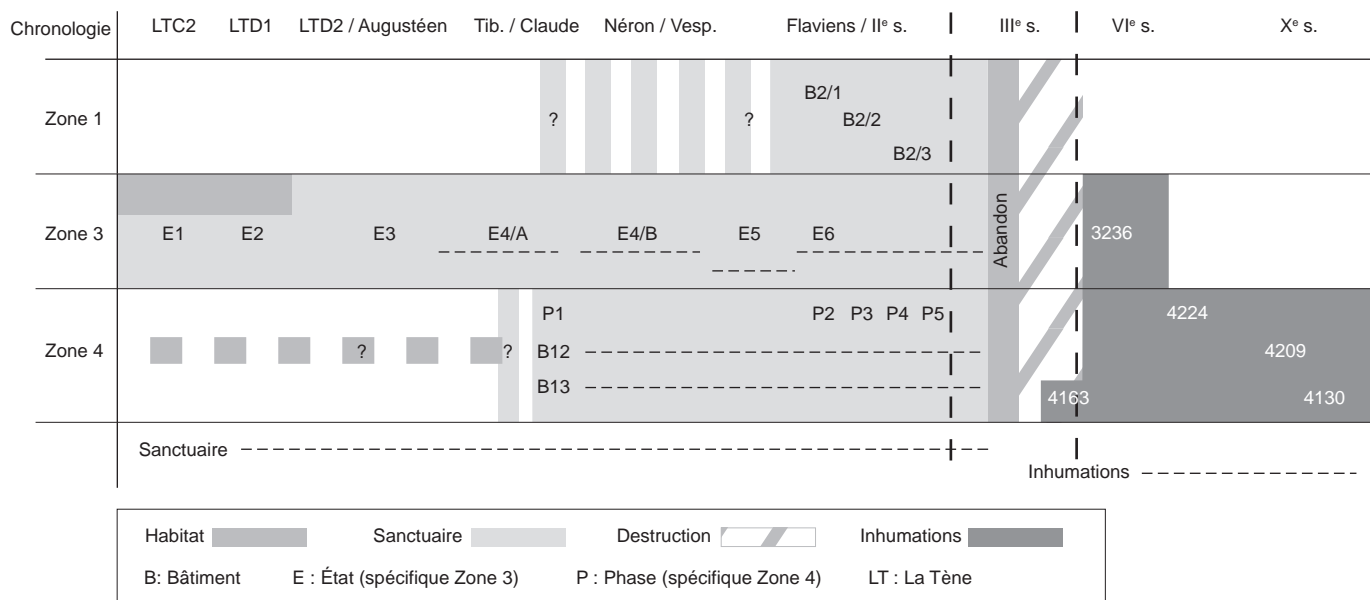 Chronologie LTC2 LTD1 LTD2 / Augustéen Tib. / Claude Néron / Vesp. Flaviens / IIᵉ s. IIIᵉ s. VIᵉ s. Xᵉ s.
Zone 1
B2/1
? ? B2/2
B2/3
Zone 3
E1 E2 E3 E4/A E4/B E5 E6
Abandon
3236
Zone 4
P1 P2 P3 P4 P5 4224
? ? B12 4209
B13 4163 4130
Sanctuaire
Inhumations
Habitat Sanctuaire Destruction Inhumations
B: Bâtiment E : État (spécifique Zone 3) P : Phase (spécifique Zone 4) LT : La Tène